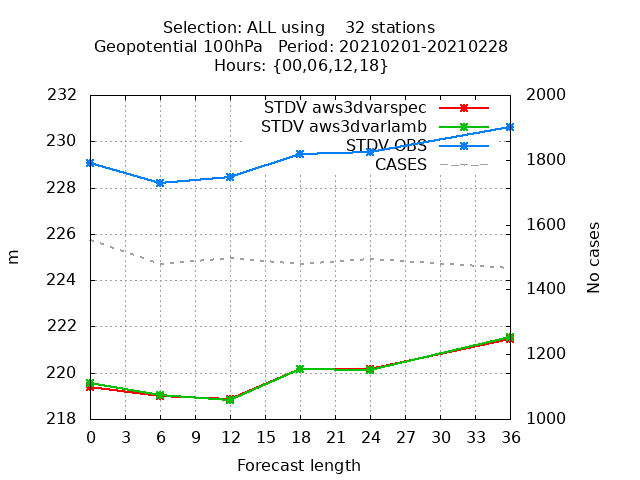 Selection: ALL using    32 stations
Geopotential 100hPa   Period: 20210201-20210228
Hours: {00,06,12,18}
STDV aws3dvarspec
STDV aws3dvarlamb
STDV OBS
CASES
232
230
228
226
224
222
220
218
m
2000
1800
1600
1400
1200
1000
No cases
0 3 6 9 12 15 18 21 24 27 30 33 36
Forecast length